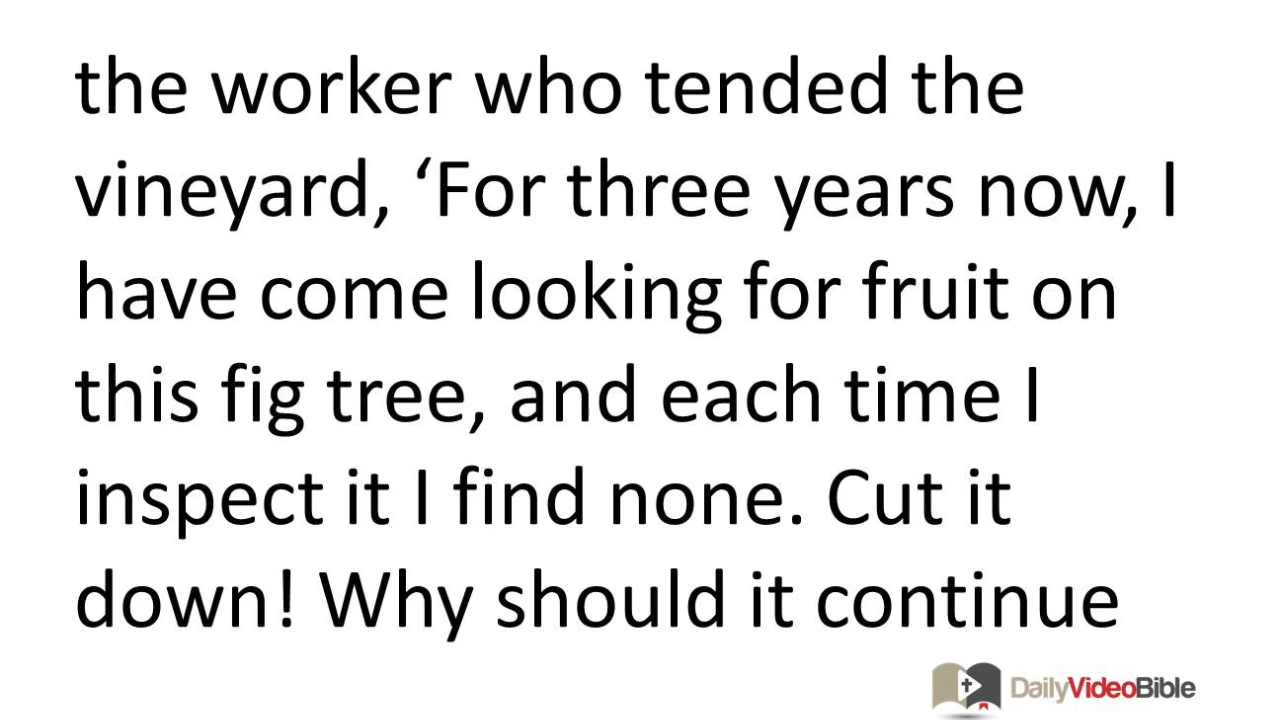 the worker who tended the
vineyard, ‘For three years now, I
have come looking for fruit on
this fig tree, and each time I
inspect it I find none. Cut it
down! Why should it continue
DailyVideoBible